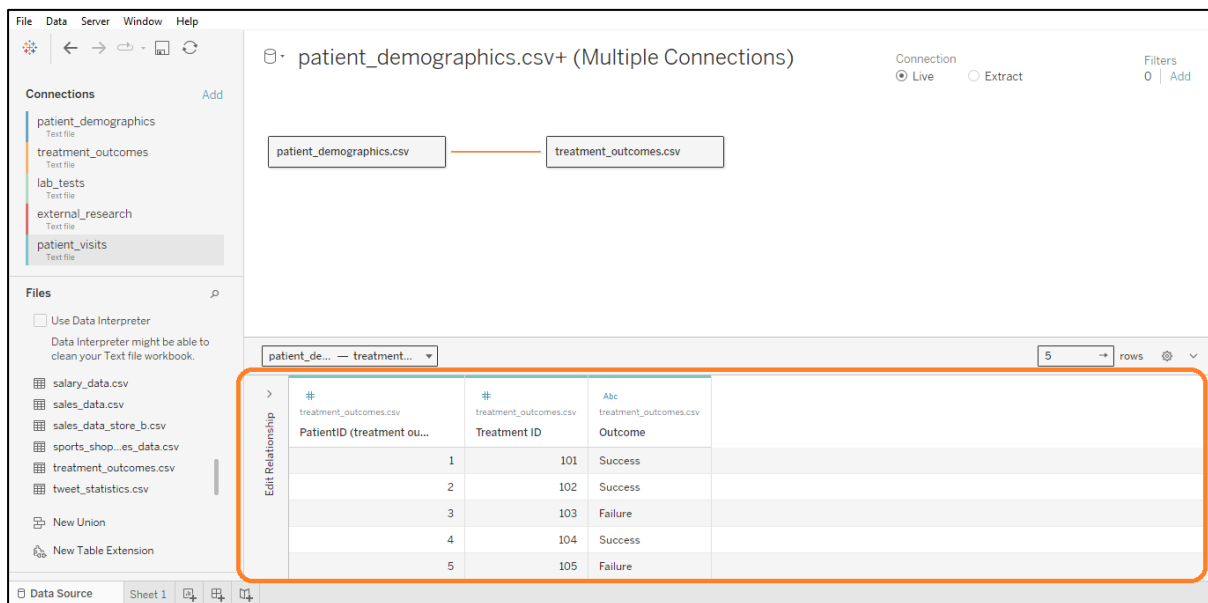 File Data Server Window Help
patient_demographics.csv+ (Multiple Connections)
Connection
Live
Extract
Filters
0 | Add
Connections
Add
patient_demographics
Text file
treatment_outcomes
Text file
lab_tests
Text file
external_research
Text file
patient_visits
Text file
patient_demographics.csv
treatment_outcomes.csv
Files
Use Data Interpreter
Data Interpreter might be able to
clean your Text file workbook.
salary_data.csv
sales_data.csv
sales_data_store_b.csv
sports_shop...es_data.csv
treatment_outcomes.csv
tweet_statistics.csv
New Union
New Table Extension
patient_de... — treatment...
5 → rows
Edit Relationship
# # Abc
treatment_outcomes.csv treatment_outcomes.csv treatment_outcomes.csv
PatientID (treatment ou... Treatment ID Outcome
1 101 Success
2 102 Success
3 103 Failure
4 104 Success
5 105 Failure
Data Source Sheet 1